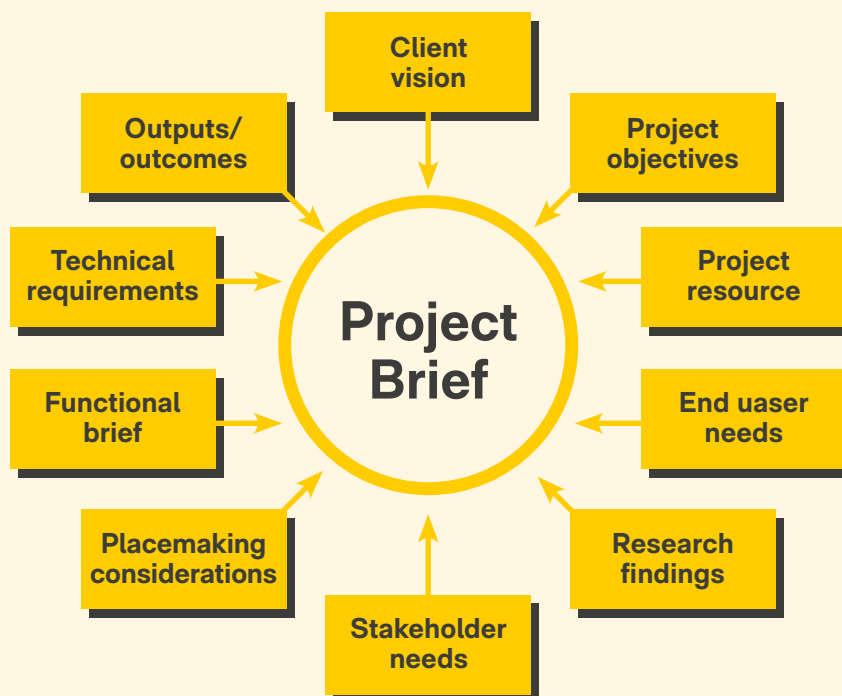 Client
vision
Outputs/
outcomes
Project
objectives
Technical
requirements
Project
resource
Project
Brief
Functional
brief
End uaser
needs
Placemaking
considerations
Research
findings
Stakeholder
needs